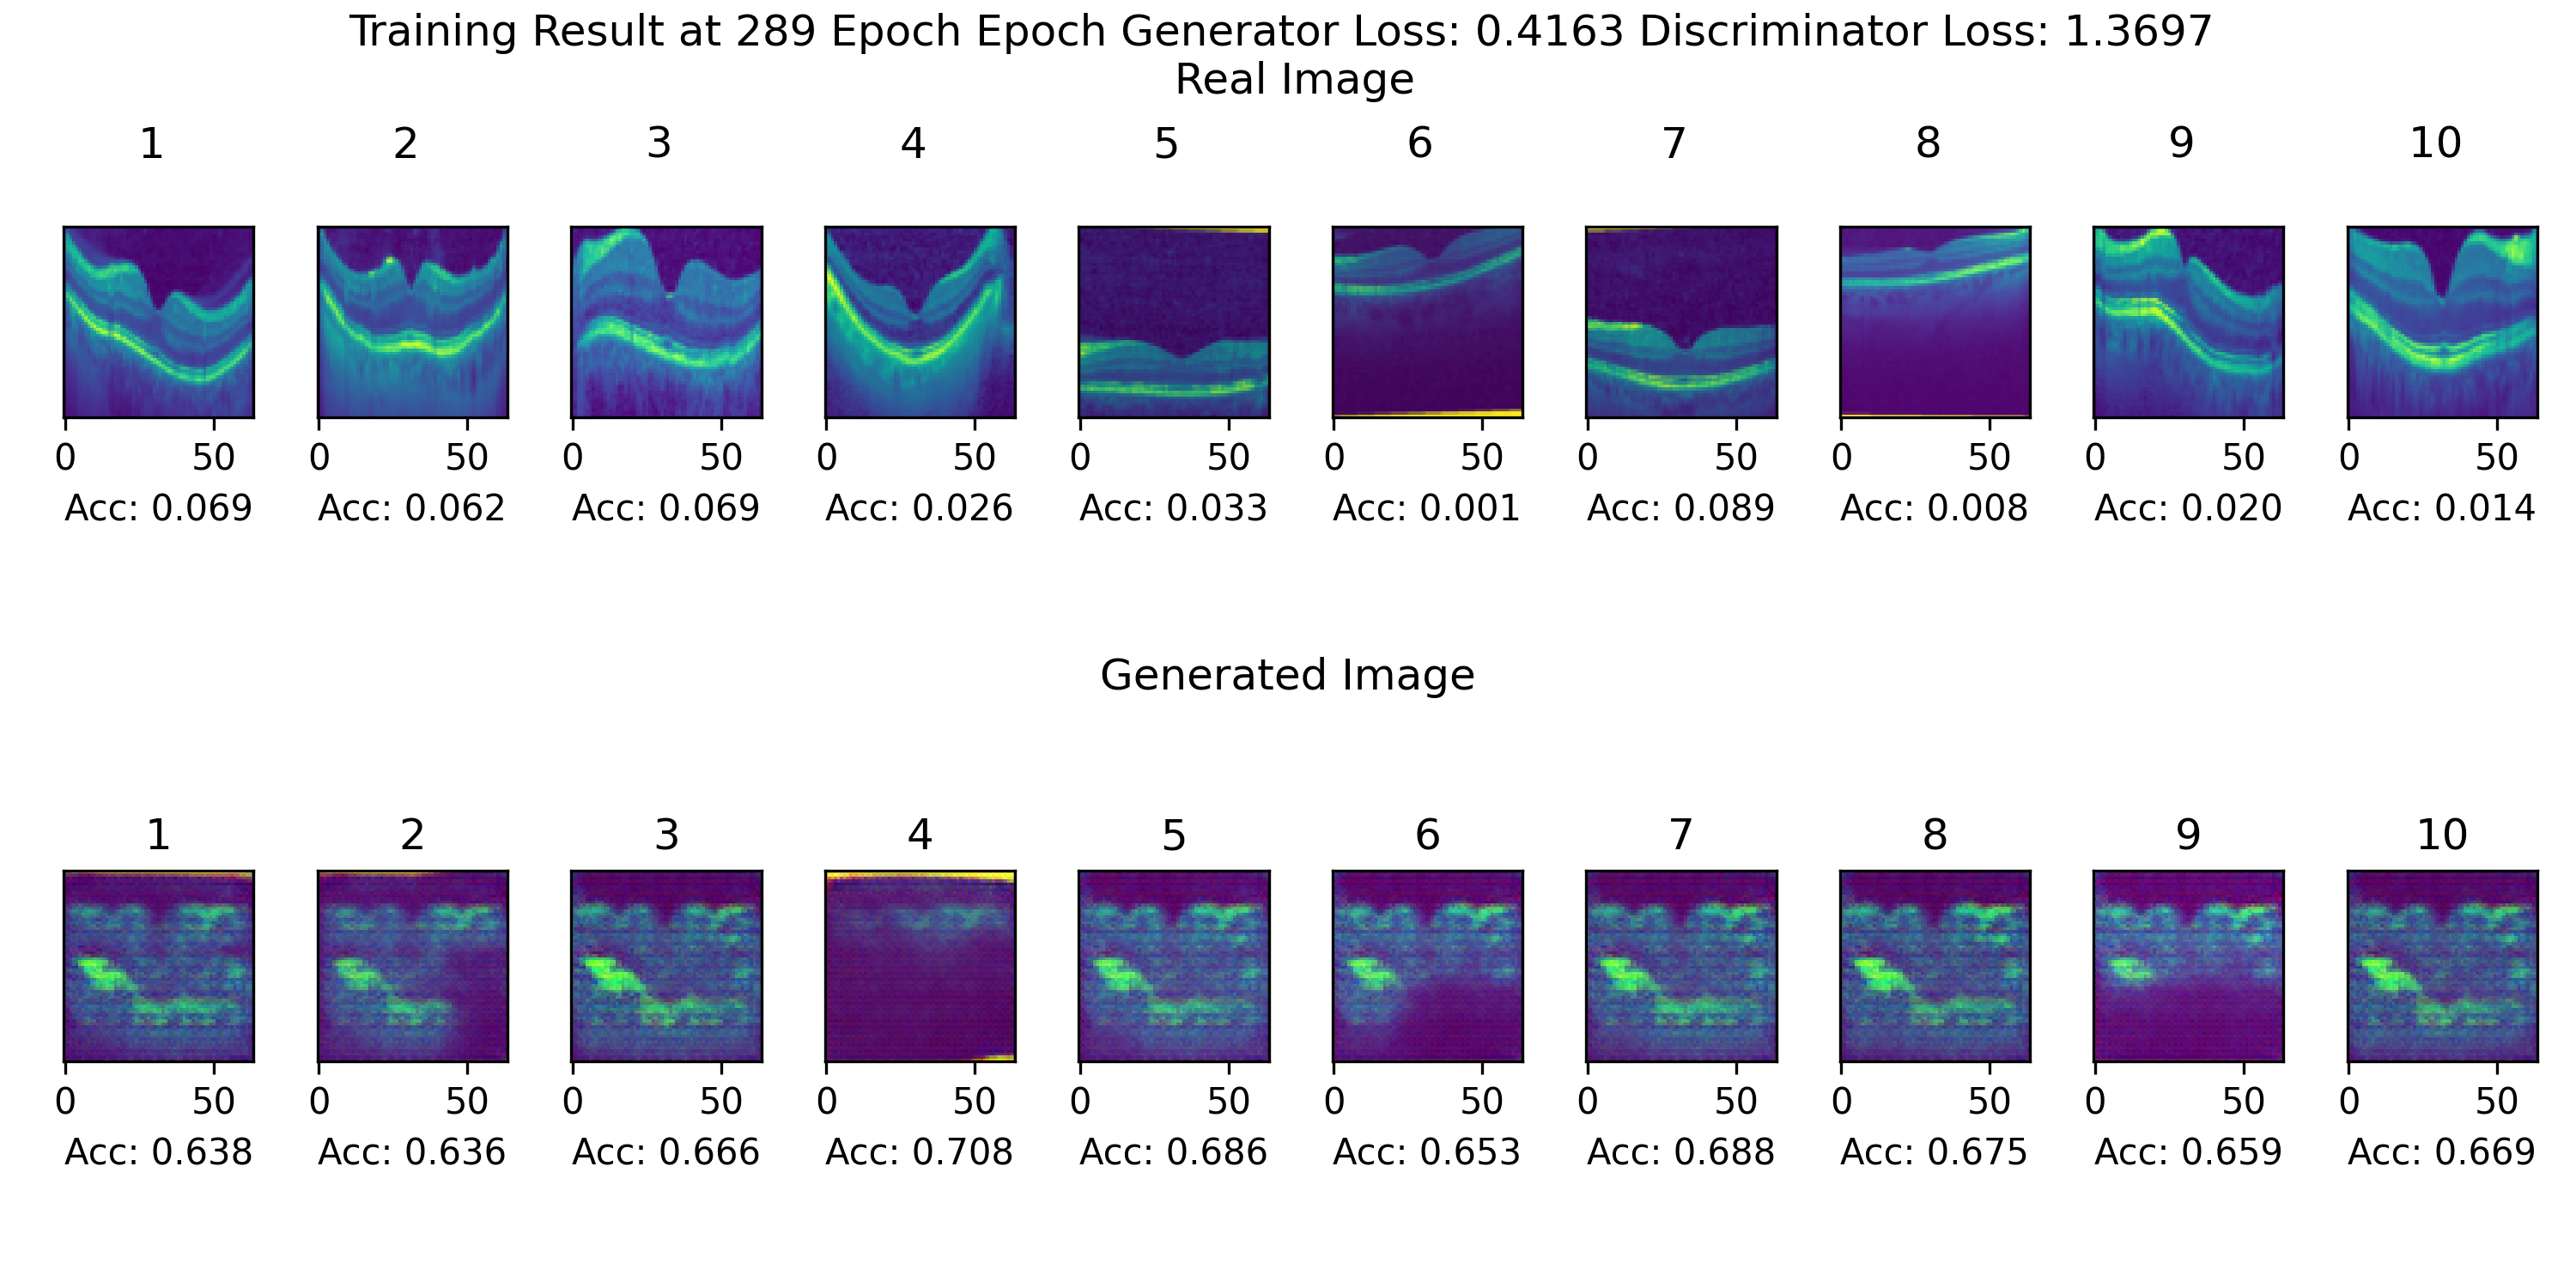 Training Result at 289 Epoch Epoch Generator Loss: 0.4163 Discriminator Loss: 1.3697
Real Image
1 2 3 4 5 6 7 8 9 10
0 50 0 50 0 50 0 50 0 50 0 50 0 50 0 50 0 50 0 50
Acc: 0.069 Acc: 0.062 Acc: 0.069 Acc: 0.026 Acc: 0.033 Acc: 0.001 Acc: 0.089 Acc: 0.008 Acc: 0.020 Acc: 0.014
Generated Image
1 2 3 4 5 6 7 8 9 10
0 50 0 50 0 50 0 50 0 50 0 50 0 50 0 50 0 50 0 50
Acc: 0.638 Acc: 0.636 Acc: 0.666 Acc: 0.708 Acc: 0.686 Acc: 0.653 Acc: 0.688 Acc: 0.675 Acc: 0.659 Acc: 0.669